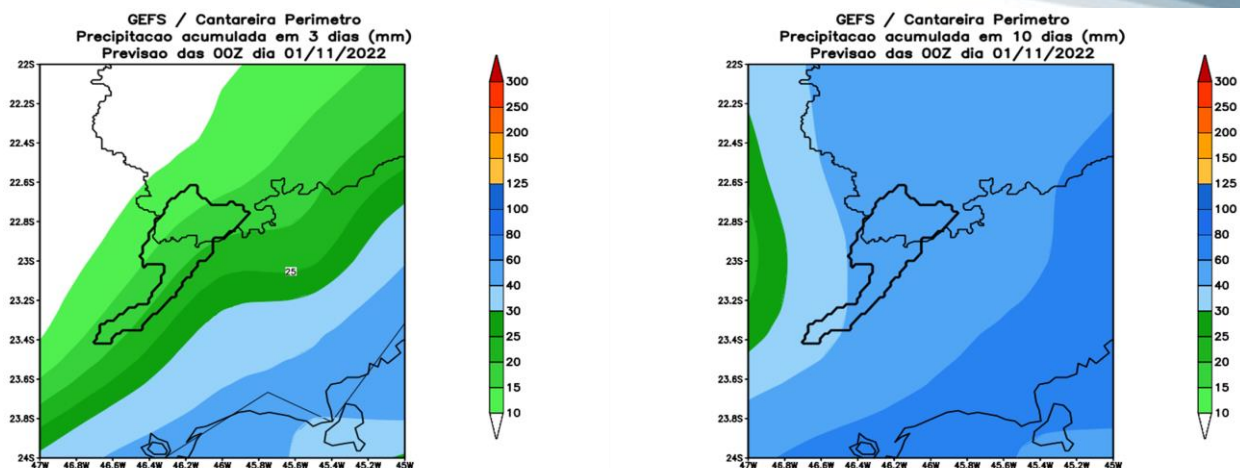 GEFS / Cantareira Perimetro
Precipitacao acumulada em 3 dias (mm)
Previsao das 00Z dia 01/11/2022
22S
22.2S
22.4S
22.6S
22.8S
23S
23.2S
23.4S
23.6S
23.8S
24S
47W 46.8W 46.6W 46.4W 46.2W 46W 45.8W 45.6W 45.4W 45.2W 45W
25
300
250
200
150
125
100
80
60
40
30
25
20
15
10
GEFS / Cantareira Perimetro
Precipitacao acumulada em 10 dias (mm)
Previsao das 00Z dia 01/11/2022
22S
22.2S
22.4S
22.6S
22.8S
23S
23.2S
23.4S
23.6S
23.8S
24S
47W 46.8W 46.6W 46.4W 46.2W 46W 45.8W 45.6W 45.4W 45.2W 45W
300
250
200
150
125
100
80
60
40
30
25
20
15
10